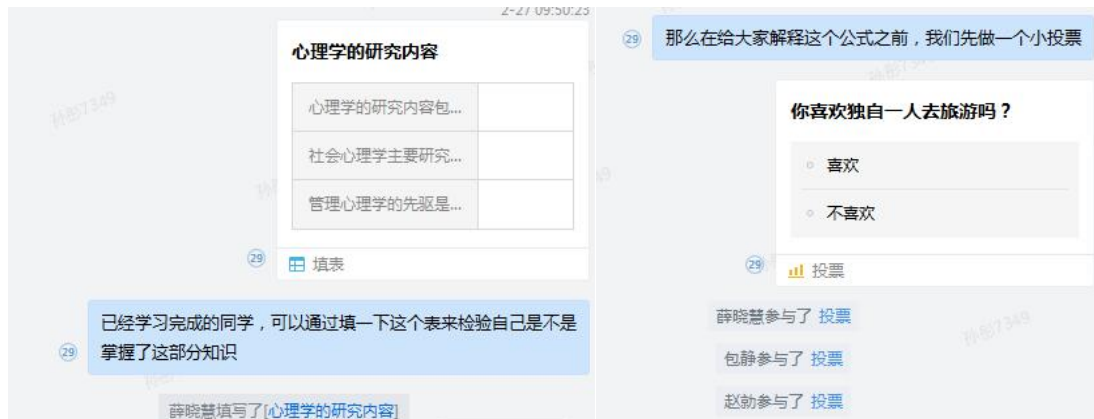 2-27 09:50:23
心理学的研究内容
心理学的研究内容包...
社会心理学主要研究...
管理心理学的先驱是...
29
填表
已经学习完成的同学，可以通过填一下这个表来检验自己是不是
29
掌握了这部分知识
薛晓慧填写了[心理学的研究内容]
29
那么在给大家解释这个公式之前，我们先做一个小投票
你喜欢独自一人去旅游吗？
喜欢
不喜欢
29
投票
薛晓慧参与了 投票
包静参与了 投票
赵勍参与了 投票
孙彤7349